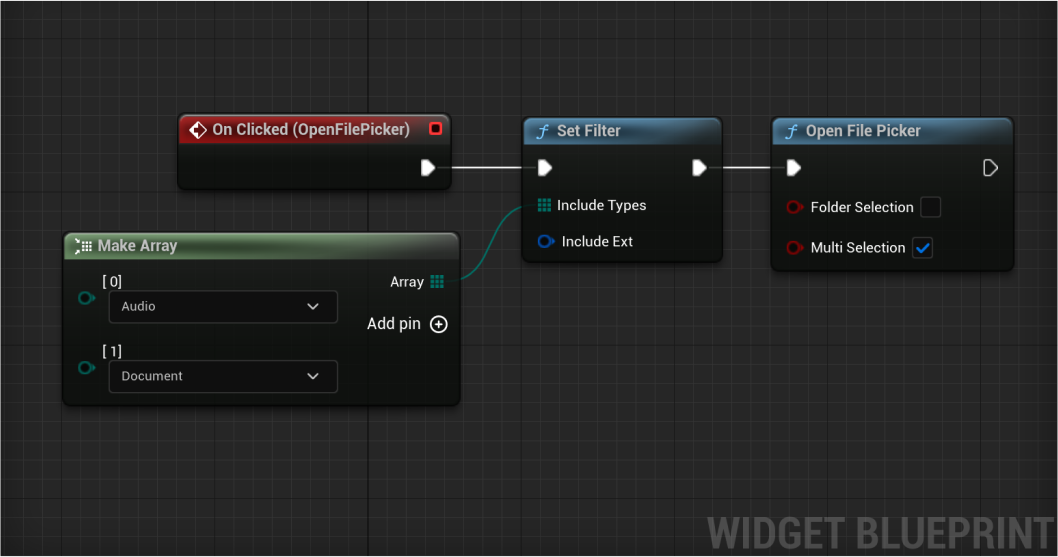 On Clicked (OpenFilePicker)
Set Filter
Include Types
Include Ext
Open File Picker
Folder Selection
Multi Selection
Make Array
[0]
Audio
Array
Add pin
[1]
Document
WIDGET BLUEPRINT